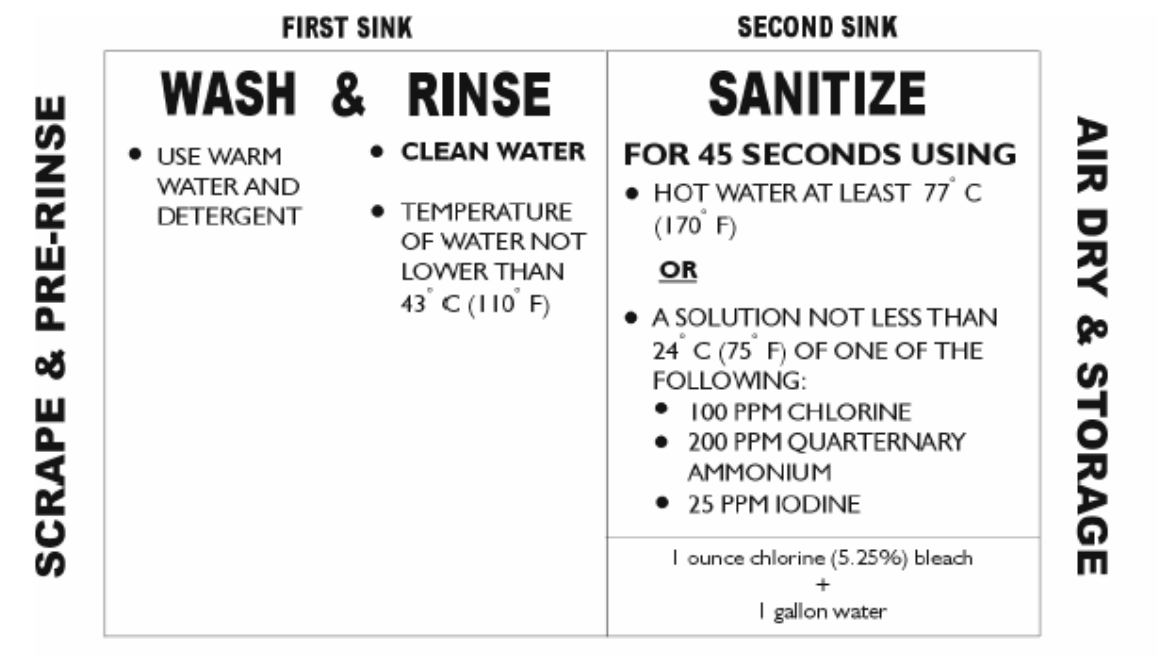 FIRST SINK
SECOND SINK
SCRAPE & PRE-RINSE
WASH & RINSE
• USE WARM
WATER AND
DETERGENT
• CLEAN WATER
• TEMPERATURE
OF WATER NOT
LOWER THAN
43° C (110° F)
SANITIZE
FOR 45 SECONDS USING
• HOT WATER AT LEAST 77° C
(170° F)
OR
• A SOLUTION NOT LESS THAN
24° C (75° F) OF ONE OF THE
FOLLOWING:
• 100 PPM CHLORINE
• 200 PPM QUARTERNARY
AMMONIUM
• 25 PPM IODINE
1 ounce chlorine (5.25%) bleach
+
1 gallon water
AIR DRY & STORAGE